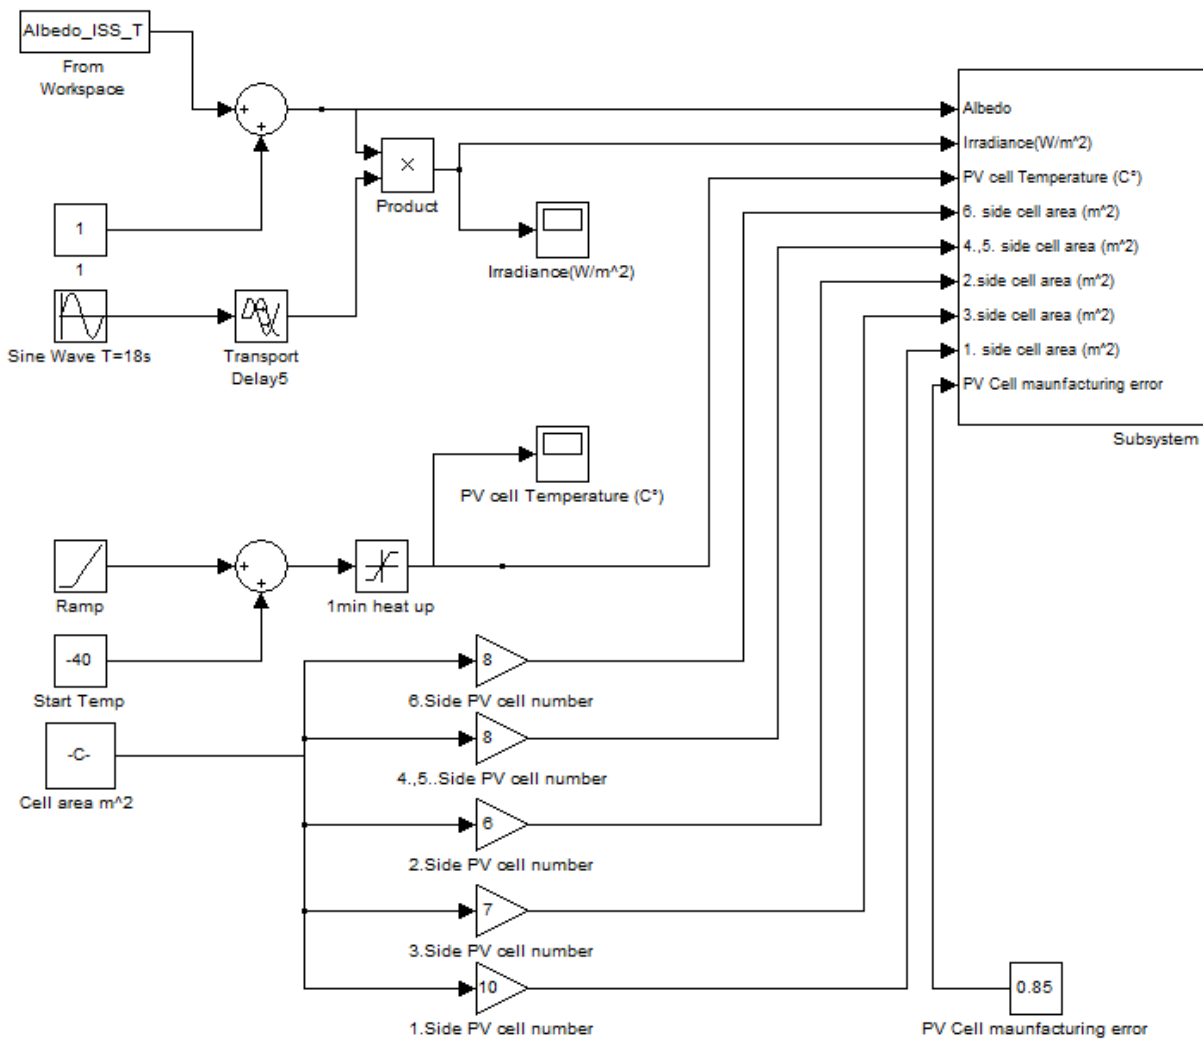 Albedo_ISS_T
From
Workspace
+
+
Albedo
Irradiance(W/m^2)
×
Product
PV cell Temperature (C°)
6. side cell area (m^2)
1
1
Irradiance(W/m^2)
4.,5. side cell area (m^2)
2.side cell area (m^2)
3.side cell area (m^2)
Sine Wave T=18s
Transport
Delay5
1. side cell area (m^2)
PV Cell maunfacturing error
Subsystem
PV cell Temperature (C°)
+
+
Ramp
1min heat up
-40
Start Temp
8
6.Side PV cell number
-C-
Cell area m^2
8
4.,5..Side PV cell number
6
2.Side PV cell number
7
3.Side PV cell number
10
1.Side PV cell number
0.85
PV Cell maunfacturing error